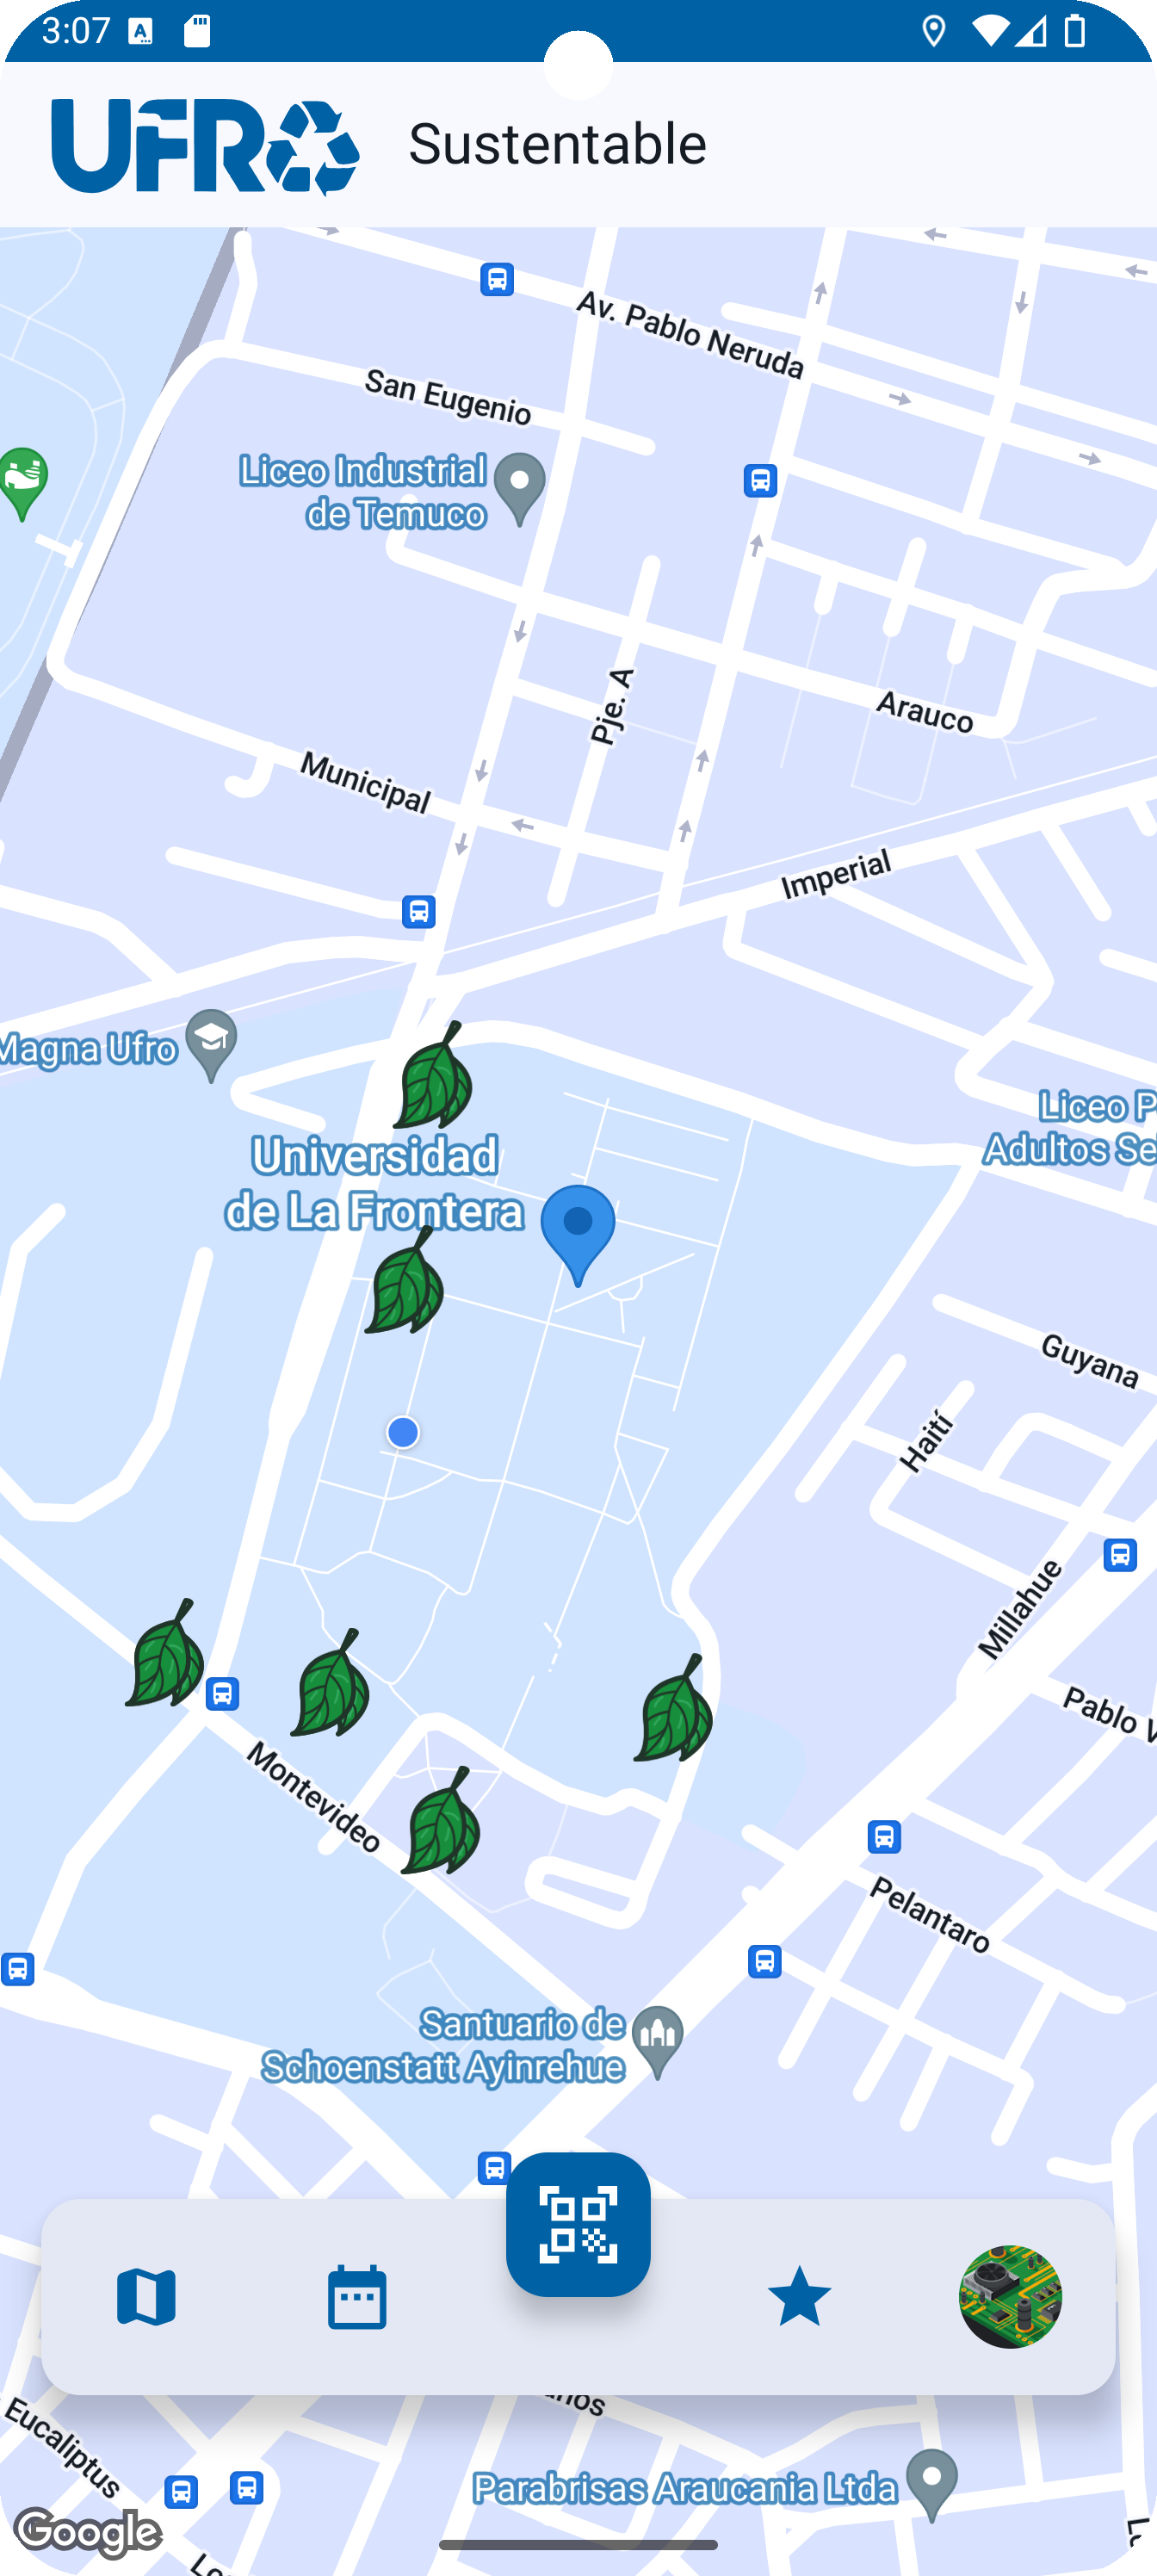 3:07
UFRO
Sustentable
Av. Pablo Neruda
San Eugenio
Liceo Industrial
de Temuco
Pje. A
Arauco
Municipal
Imperial
Magna Ufro
Liceo P
Adultos Se
Universidad
de La Frontera
Guyana
Haití
Millahue
Pablo V
Montevideo
Pelantaro
Santuario de
Schoenstatt Ayinrehue
Eucaliptus
Parabrisas Araucania Ltda
Google